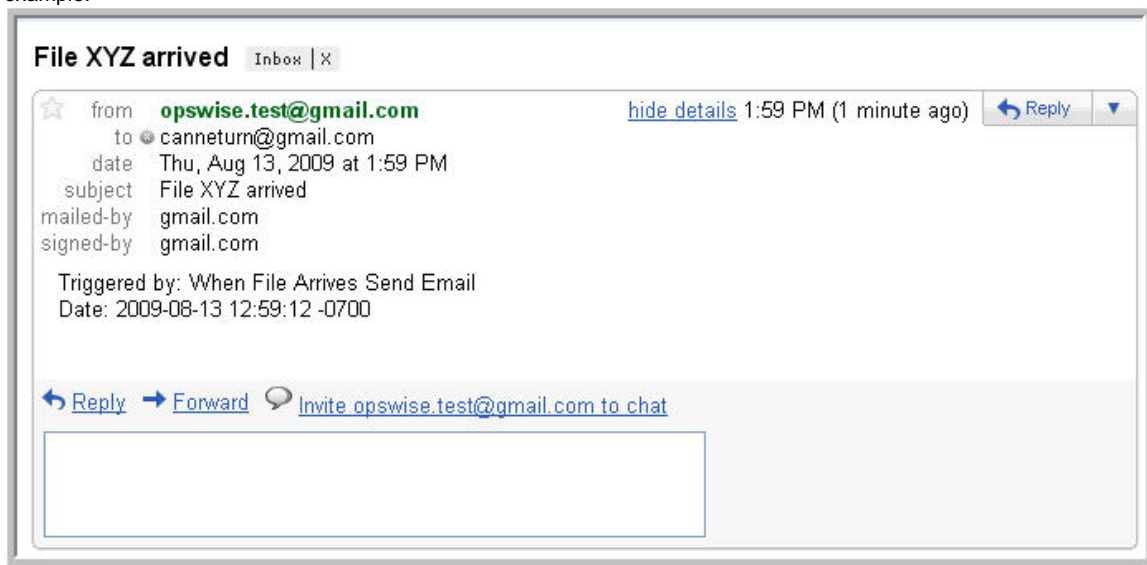 example:
File XYZ arrived Inbox | X
from opswise.test@gmail.com hide details 1:59 PM (1 minute ago) Reply
to canneturn@gmail.com
date Thu, Aug 13, 2009 at 1:59 PM
subject File XYZ arrived
mailed-by gmail.com
signed-by gmail.com
Triggered by: When File Arrives Send Email
Date: 2009-08-13 12:59:12 -0700
Reply Forward Invite opswise.test@gmail.com to chat